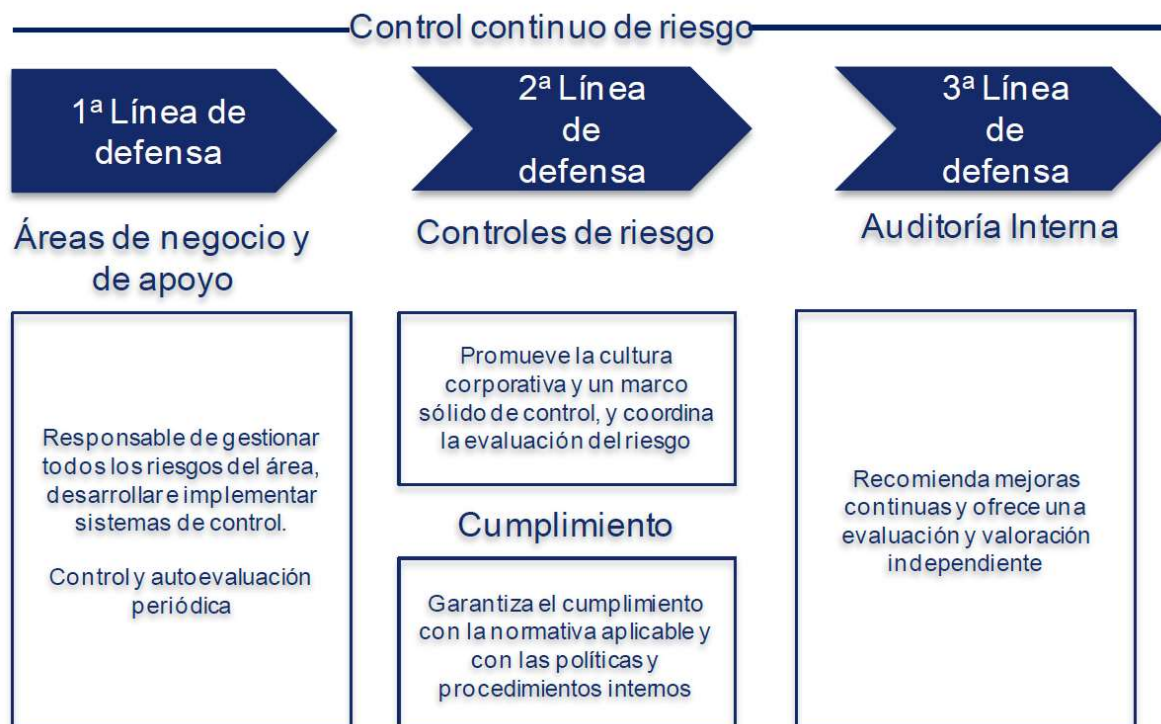 Control continuo de riesgo
1ª Línea de
defensa
2ª Línea
de
defensa
3ª Línea
de
defensa
Áreas de negocio y
de apoyo
Responsable de gestionar
todos los riesgos del área,
desarrollar e implementar
sistemas de control.
Control y autoevaluación
periódica
Controles de riesgo
Promueve la cultura
corporativa y un marco
sólido de control, y coordina
la evaluación del riesgo
Cumplimiento
Garantiza el cumplimiento
con la normativa aplicable y
con las políticas y
procedimientos internos
Auditoría Interna
Recomienda mejoras
continuas y ofrece una
evaluación y valoración
independiente